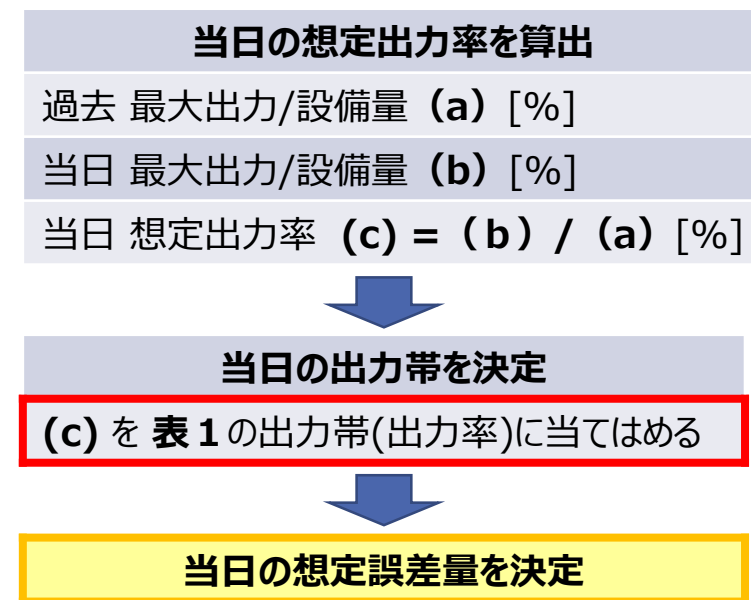 当日の想定出力率を算出
過去 最大出力/設備量（a）[%]
当日 最大出力/設備量（b）[%]
当日 想定出力率 (c) =（ｂ）/（a）[%]
当日の出力帯を決定
(c) を 表１の出力帯(出力率)に当てはめる
当日の想定誤差量を決定